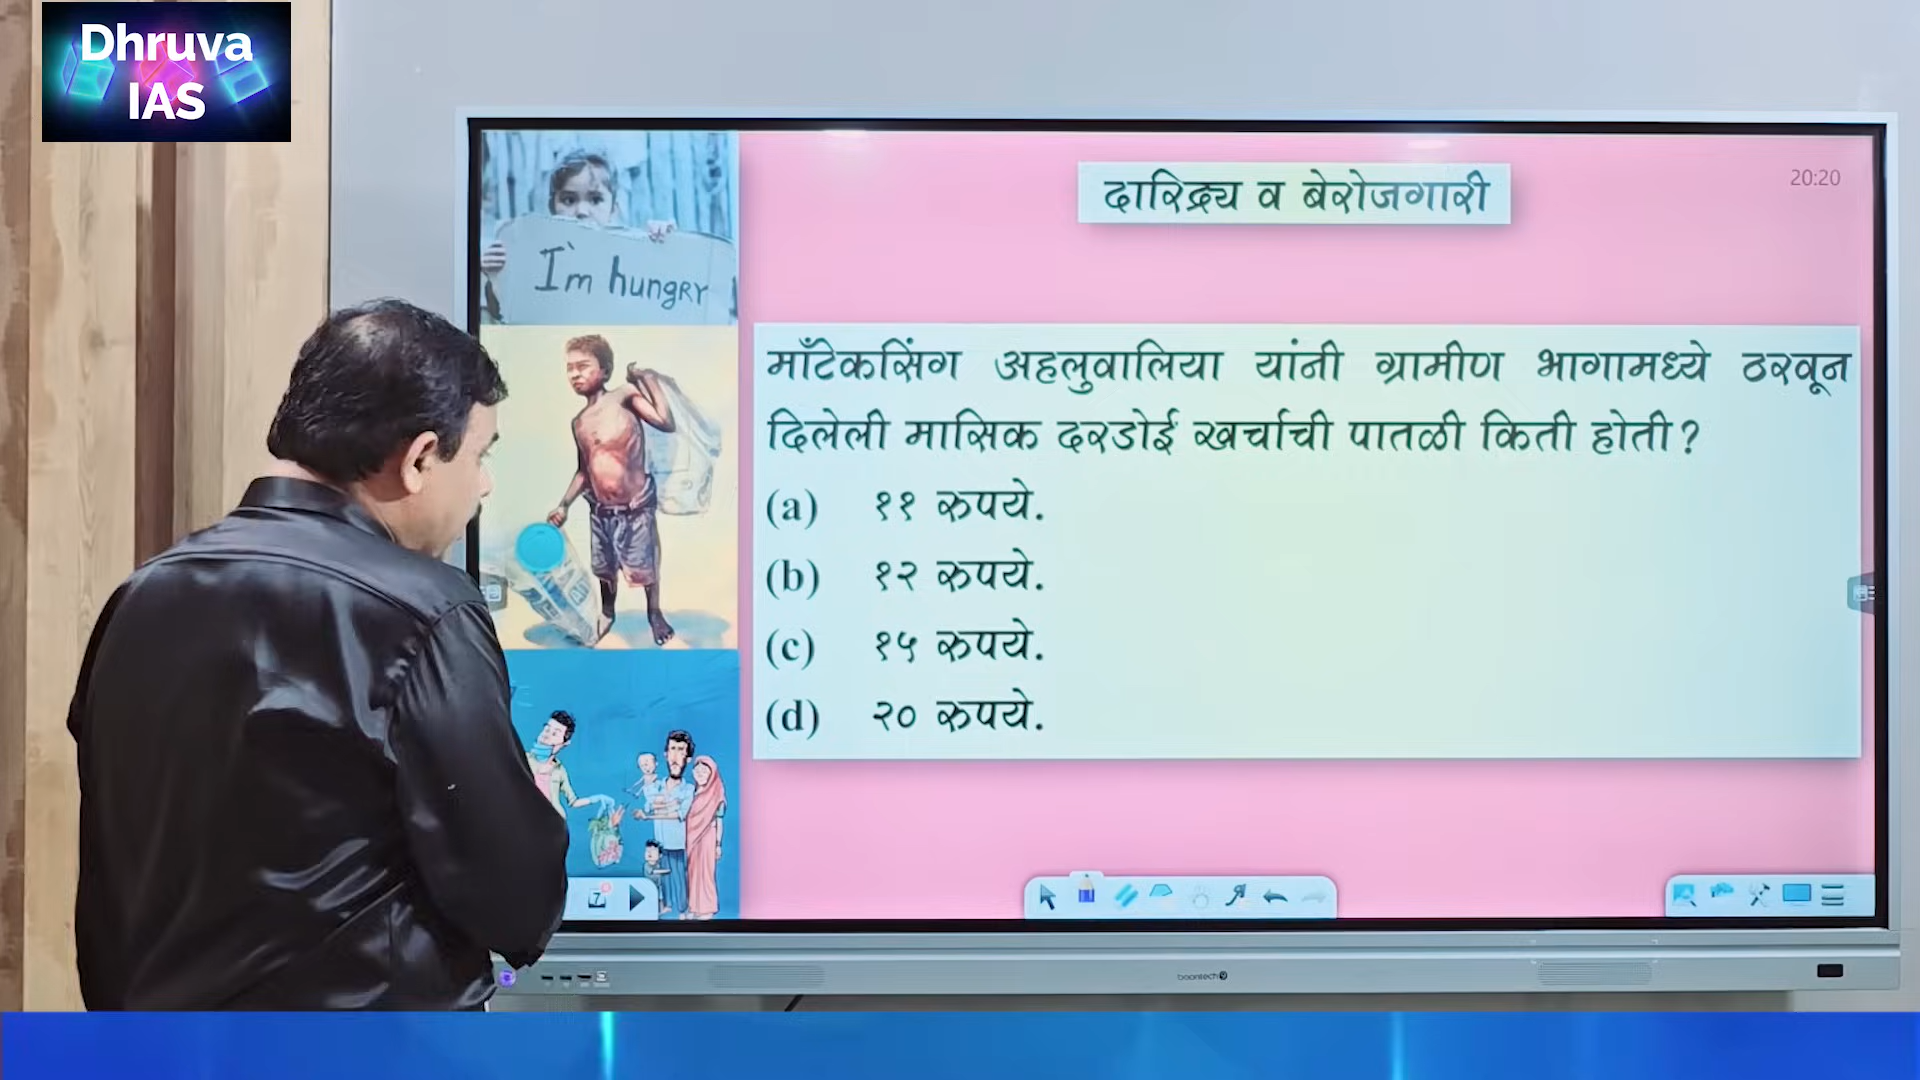 Dhruva
IAS
दारिद्र्य व बेरोजगारी
20:20
I'm hungry
माँटेकसिंग अहलुवालिया यांनी ग्रामीण भागामध्ये ठरवून
दिलेली मासिक दरडोई खर्चाची पातळी किती होती?
(a) ११ रुपये.
(b) १२ रुपये.
(c) १५ रुपये.
(d) २० रुपये.
7